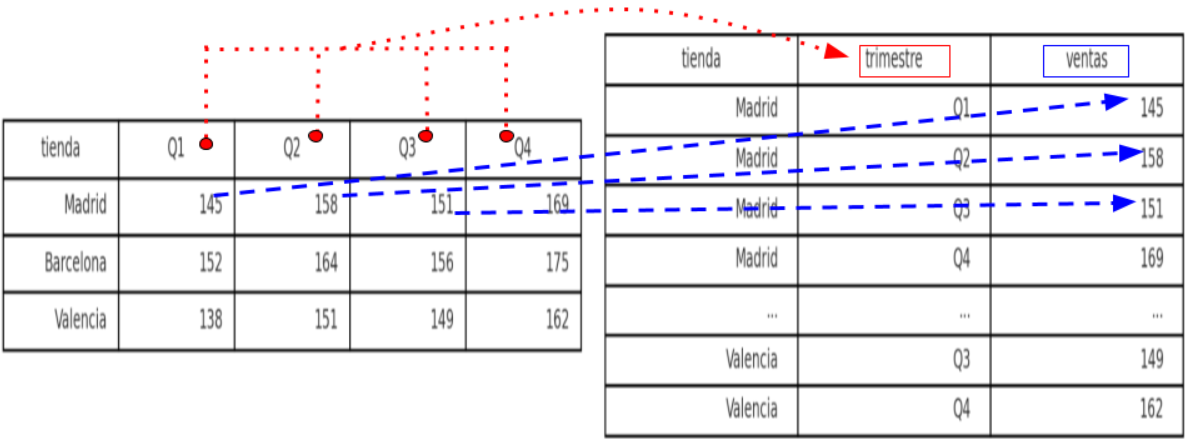 tienda Q1 Q2 Q3 Q4
Madrid 145 158 151 169
Barcelona 152 164 156 175
Valencia 138 151 149 162
tienda trimestre ventas
Madrid Q1 145
Madrid Q2 158
Madrid Q3 151
Madrid Q4 169
... ... ...
Valencia Q3 149
Valencia Q4 162